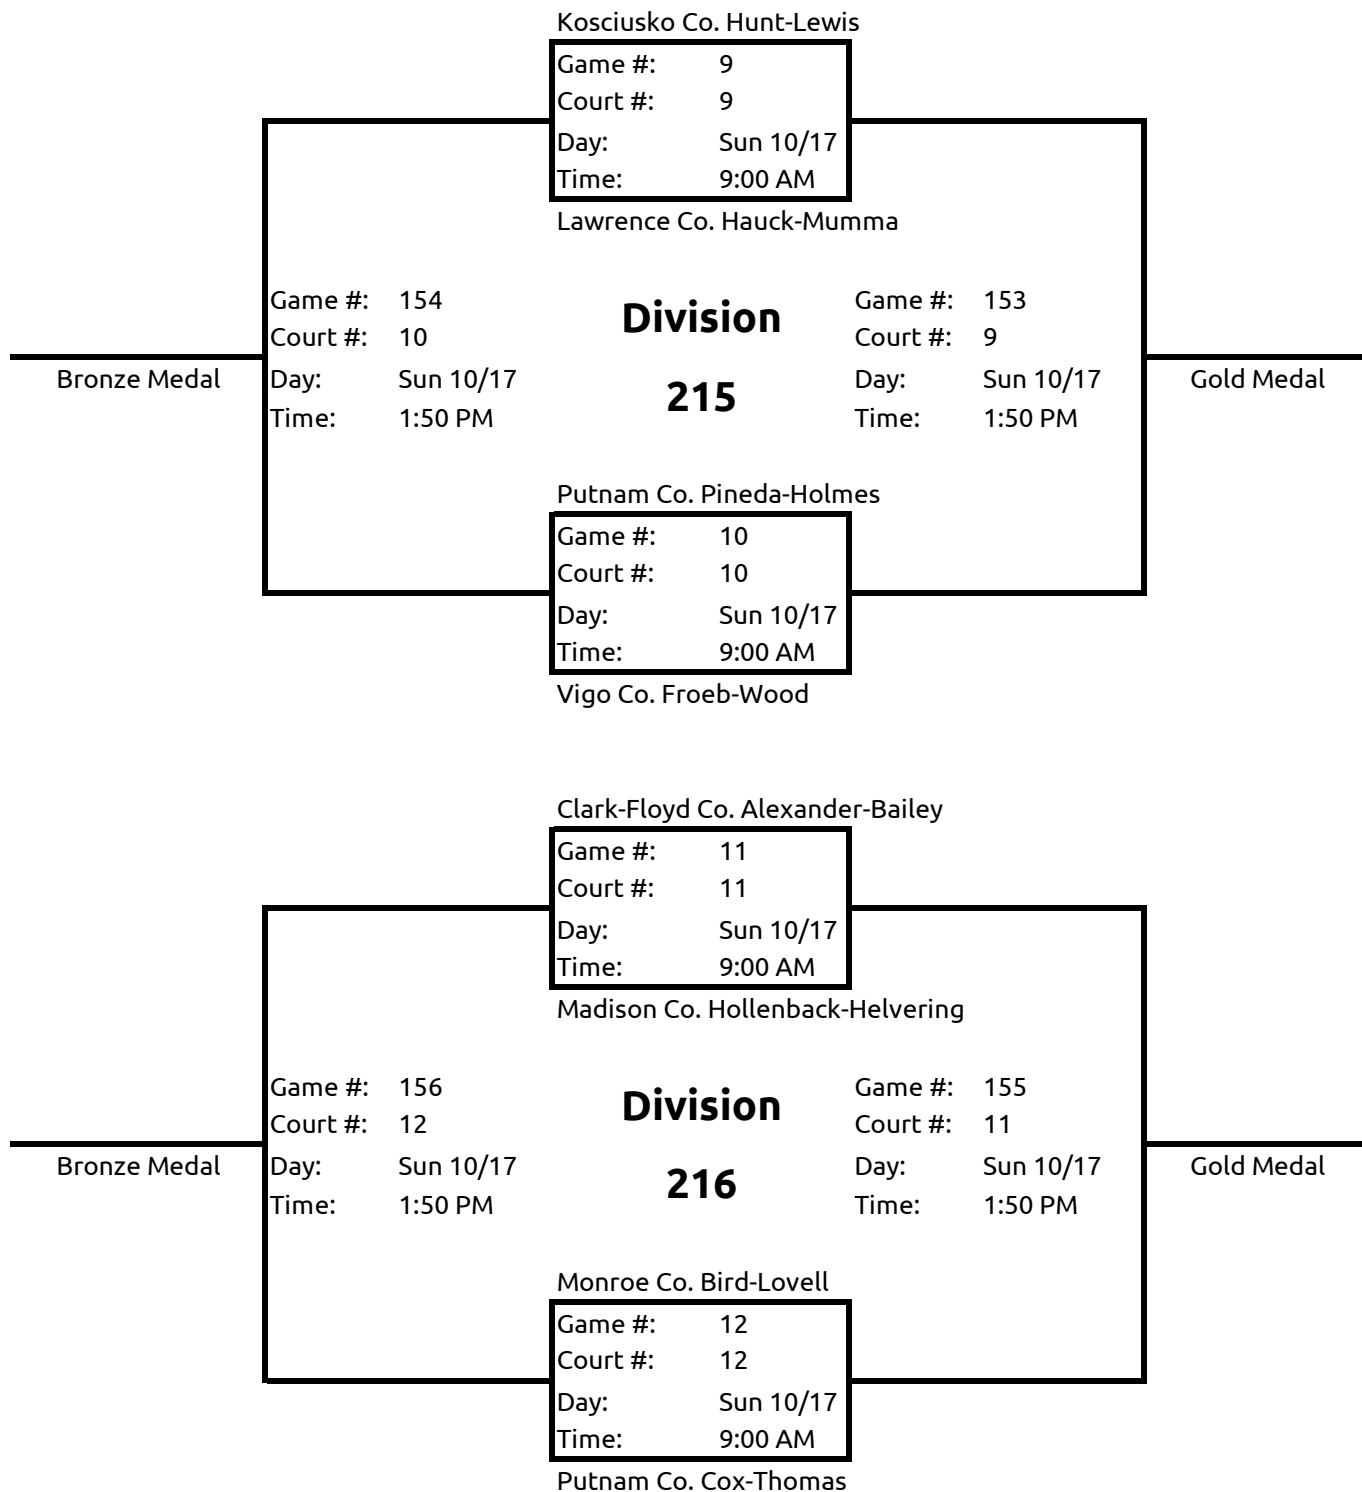 Kosciusko Co. Hunt-Lewis
Game #: 9
Court #: 9
Day: Sun 10/17
Time: 9:00 AM
Lawrence Co. Hauck-Mumma
Game #: 154
Court #: 10
Day: Sun 10/17
Time: 1:50 PM
Bronze Medal
Division
215
Game #: 153
Court #: 9
Day: Sun 10/17
Time: 1:50 PM
Gold Medal
Putnam Co. Pineda-Holmes
Game #: 10
Court #: 10
Day: Sun 10/17
Time: 9:00 AM
Vigo Co. Froeb-Wood
Clark-Floyd Co. Alexander-Bailey
Game #: 11
Court #: 11
Day: Sun 10/17
Time: 9:00 AM
Madison Co. Hollenback-Helvering
Game #: 156
Court #: 12
Day: Sun 10/17
Time: 1:50 PM
Bronze Medal
Division
216
Game #: 155
Court #: 11
Day: Sun 10/17
Time: 1:50 PM
Gold Medal
Monroe Co. Bird-Lovell
Game #: 12
Court #: 12
Day: Sun 10/17
Time: 9:00 AM
Putnam Co. Cox-Thomas